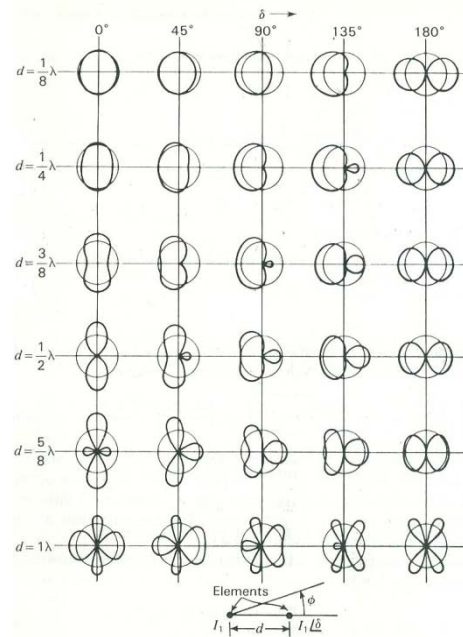 δ →
0° 45° 90° 135° 180°
d = 1/8 λ
d = 1/4 λ
d = 3/8 λ
d = 1/2 λ
d = 5/8 λ
d = 1λ
Elements
ϕ
I₁ d I₁ /δ